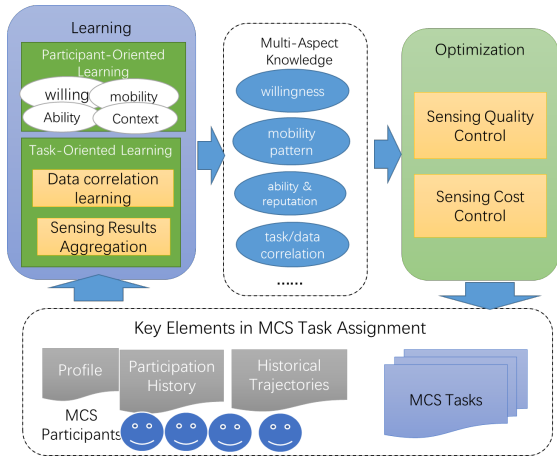 Learning
Participant-Oriented
Learning
willing
mobility
Ability
Context
Task-Oriented Learning
Data correlation
learning
Sensing Results
Aggregation
Multi-Aspect
Knowledge
willingness
mobility
pattern
ability &
reputation
task/data
correlation
......
Optimization
Sensing Quality
Control
Sensing Cost
Control
Key Elements in MCS Task Assignment
Profile
Participation
History
Historical
Trajectories
MCS
Participants
MCS Tasks